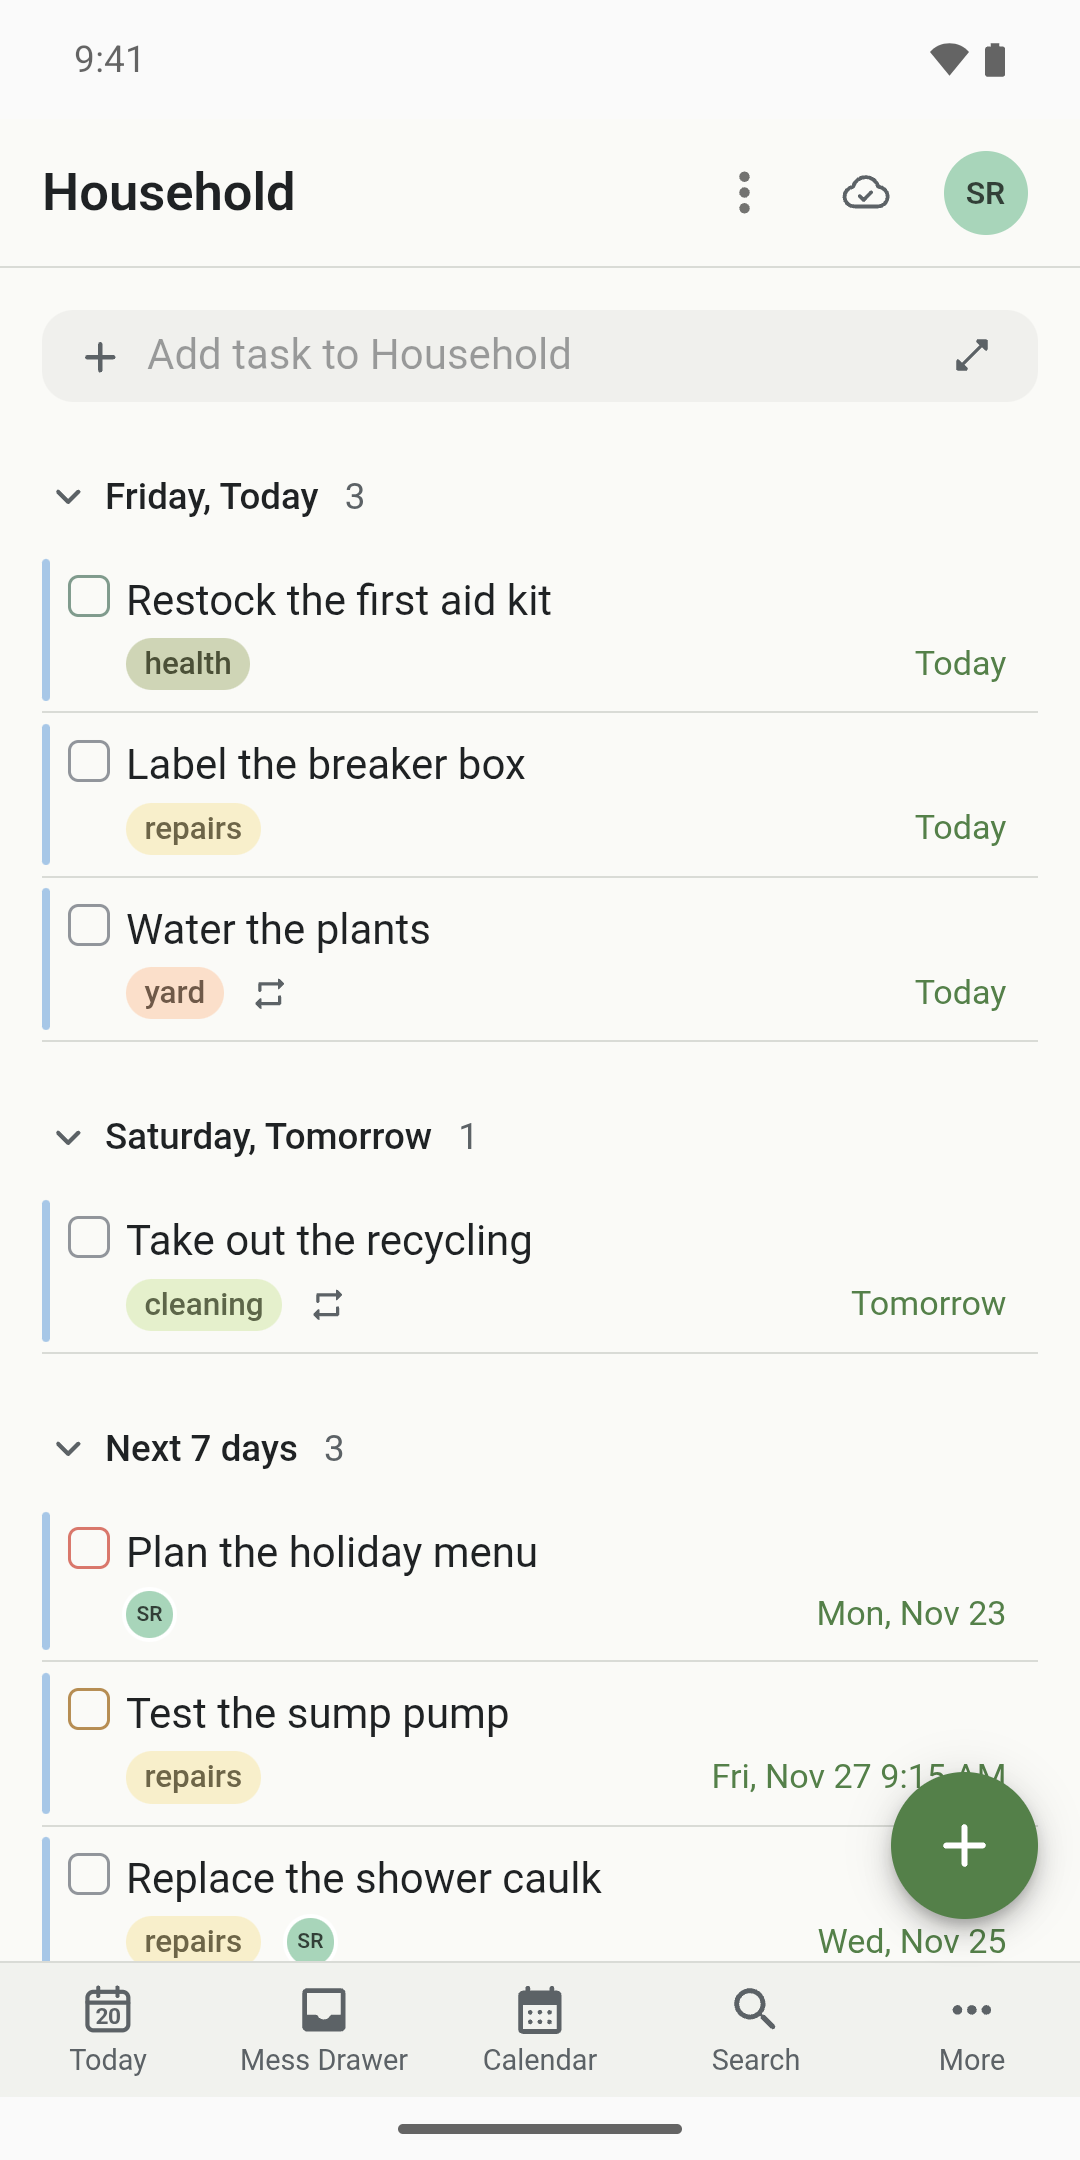 9:41
Household
SR
Add task to Household
Friday, Today 3
Restock the first aid kit
health
Today
Label the breaker box
repairs
Today
Water the plants
yard
Today
Saturday, Tomorrow 1
Take out the recycling
cleaning
Tomorrow
Next 7 days 3
Plan the holiday menu
SR
Mon, Nov 23
Test the sump pump
repairs
Fri, Nov 27 9:15 AM
Replace the shower caulk
repairs
SR
Wed, Nov 25
20
Today
Mess Drawer
Calendar
Search
More